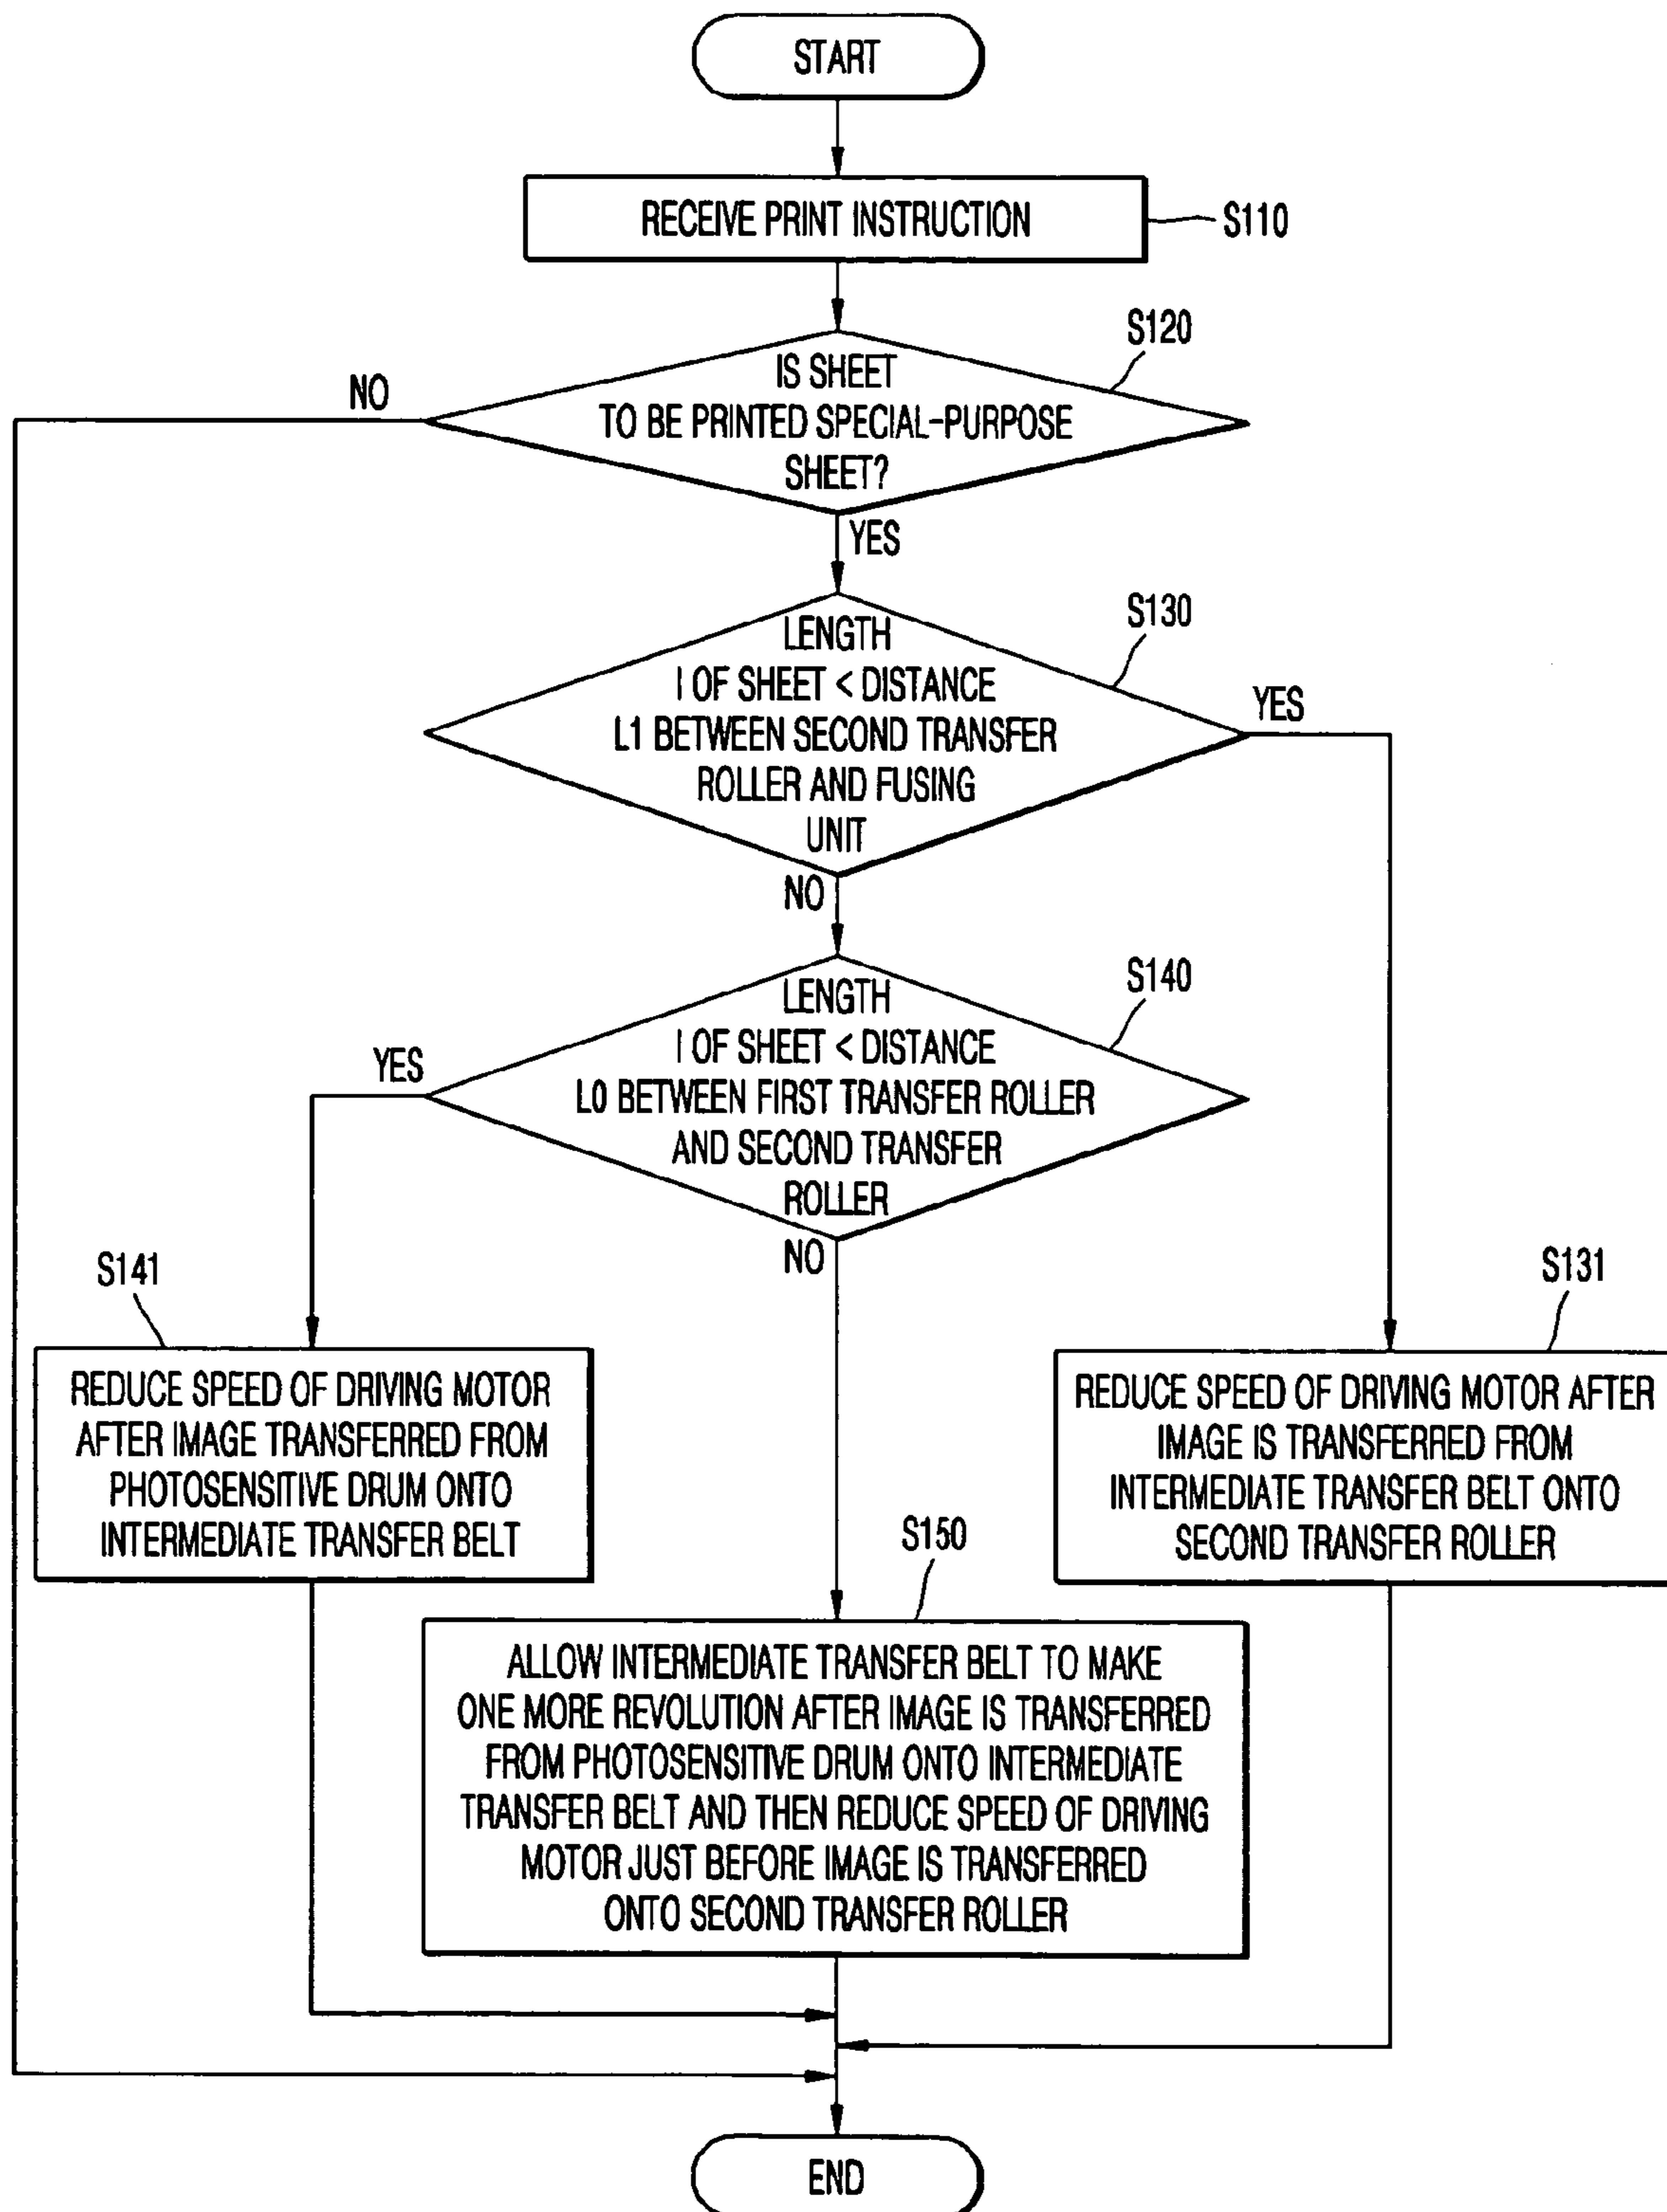 START
RECEIVE PRINT INSTRUCTION
S110
S120
IS SHEET
TO BE PRINTED SPECIAL-PURPOSE
SHEET?
NO
YES
S130
LENGTH
l OF SHEET < DISTANCE
L1 BETWEEN SECOND TRANSFER
ROLLER AND FUSING
UNIT
YES
NO
S140
LENGTH
l OF SHEET < DISTANCE
L0 BETWEEN FIRST TRANSFER ROLLER
AND SECOND TRANSFER
ROLLER
YES
NO
S141
REDUCE SPEED OF DRIVING MOTOR
AFTER IMAGE TRANSFERRED FROM
PHOTOSENSITIVE DRUM ONTO
INTERMEDIATE TRANSFER BELT
S131
REDUCE SPEED OF DRIVING MOTOR AFTER
IMAGE IS TRANSFERRED FROM
INTERMEDIATE TRANSFER BELT ONTO
SECOND TRANSFER ROLLER
S150
ALLOW INTERMEDIATE TRANSFER BELT TO MAKE
ONE MORE REVOLUTION AFTER IMAGE IS TRANSFERRED
FROM PHOTOSENSITIVE DRUM ONTO INTERMEDIATE
TRANSFER BELT AND THEN REDUCE SPEED OF DRIVING
MOTOR JUST BEFORE IMAGE IS TRANSFERRED
ONTO SECOND TRANSFER ROLLER
END